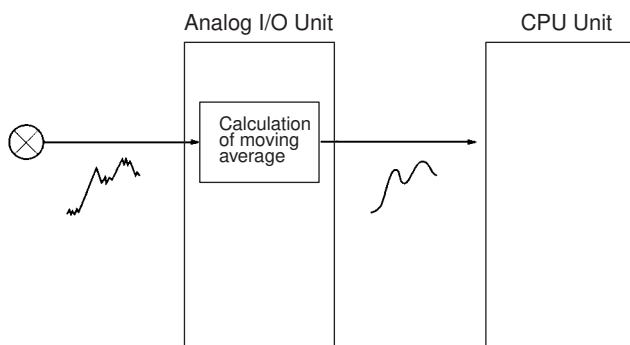 Analog I/O Unit
CPU Unit
Calculation
of moving
average